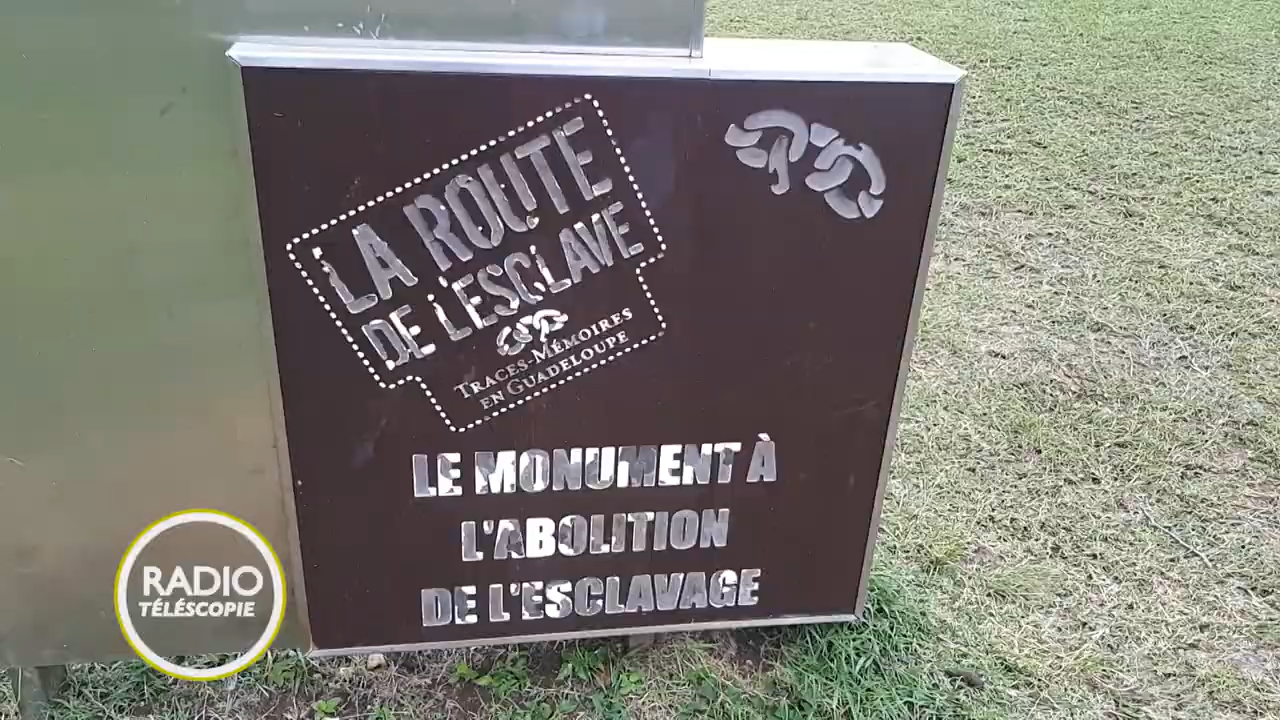 LA ROUTE
DE L'ESCLAVE
TRACES-MÉMOIRES
EN GUADELOUPE
LE MONUMENT À
L'ABOLITION
DE L'ESCLAVAGE
RADIO
TÉLÉSCOPIE